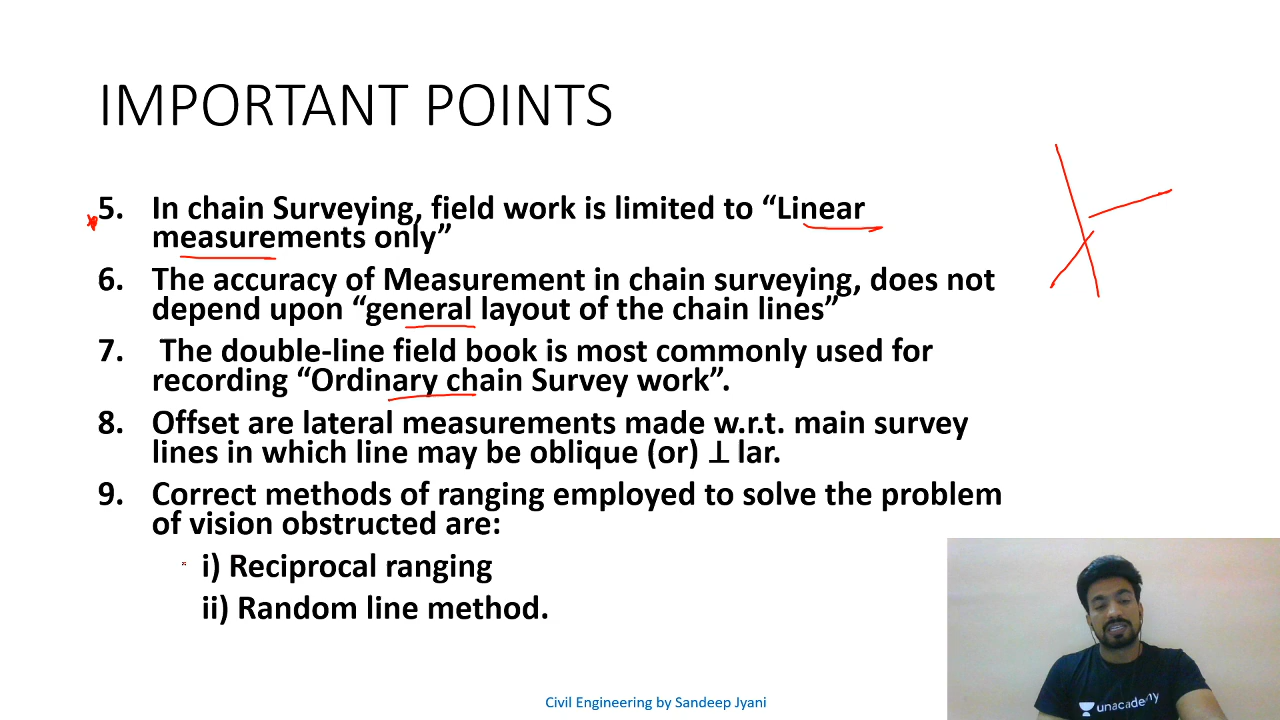 IMPORTANT POINTS
5. In chain Surveying, field work is limited to “Linear
measurements only”
6. The accuracy of Measurement in chain surveying, does not
depend upon “general layout of the chain lines”
7. The double-line field book is most commonly used for
recording “Ordinary chain Survey work”.
8. Offset are lateral measurements made w.r.t. main survey
lines in which line may be oblique (or) ⊥ lar.
9. Correct methods of ranging employed to solve the problem
of vision obstructed are:
i) Reciprocal ranging
ii) Random line method.
unacademy
Civil Engineering by Sandeep Jyani